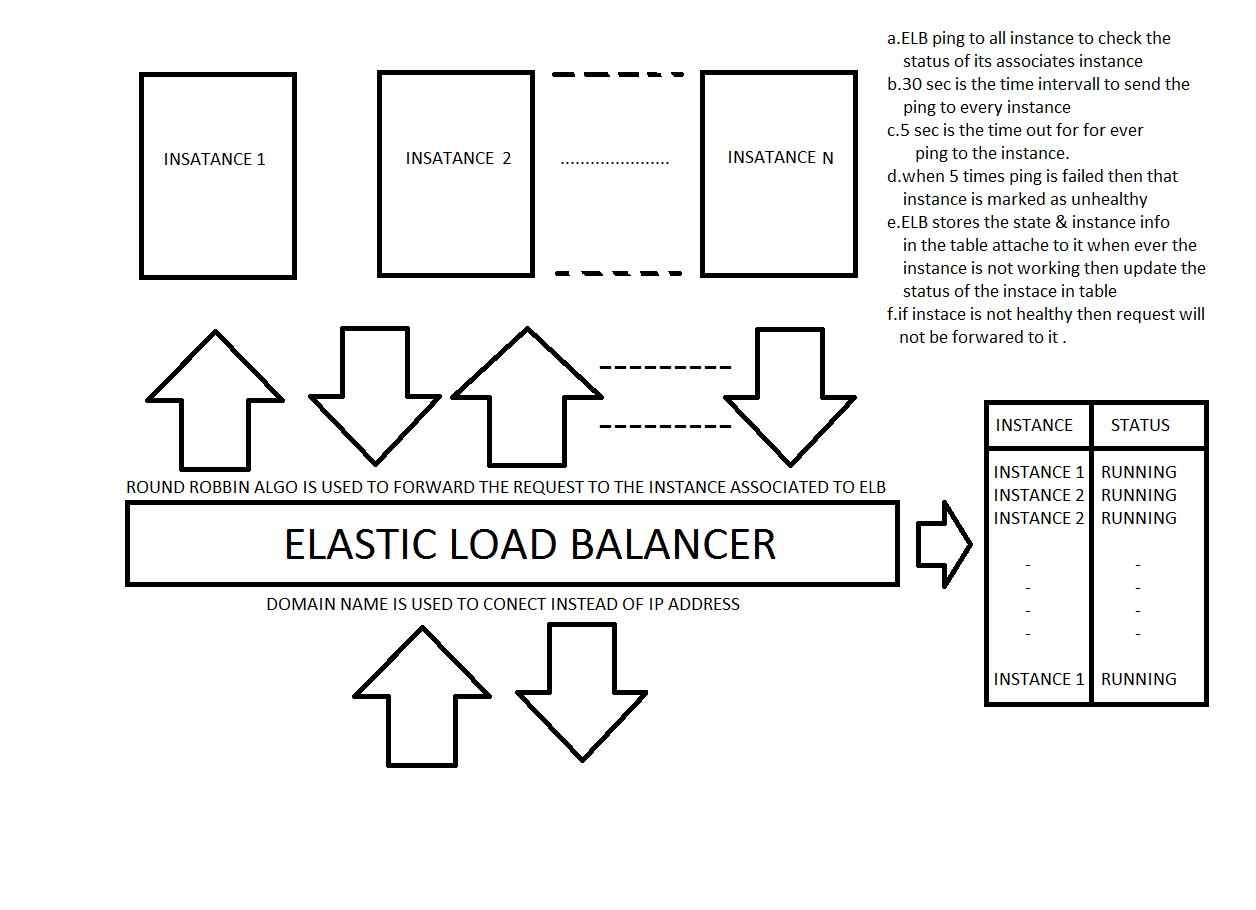 a.ELB ping to all instance to check the
status of its associates instance
b.30 sec is the time intervall to send the
ping to every instance
c.5 sec is the time out for for ever
ping to the instance.
d.when 5 times ping is failed then that
instance is marked as unhealthy
e.ELB stores the state & instance info
in the table attache to it when ever the
instance is not working then update the
status of the instace in table
f.if instace is not healthy then request will
not be forwared to it .
INSATANCE 1
INSATANCE 2
......................
INSATANCE N
ROUND ROBBIN ALGO IS USED TO FORWARD THE REQUEST TO THE INSTANCE ASSOCIATED TO ELB
ELASTIC LOAD BALANCER
DOMAIN NAME IS USED TO CONECT INSTEAD OF IP ADDRESS
INSTANCE STATUS
INSTANCE 1 RUNNING
INSTANCE 2 RUNNING
INSTANCE 2 RUNNING
- -
- -
- -
- -
INSTANCE 1 RUNNING